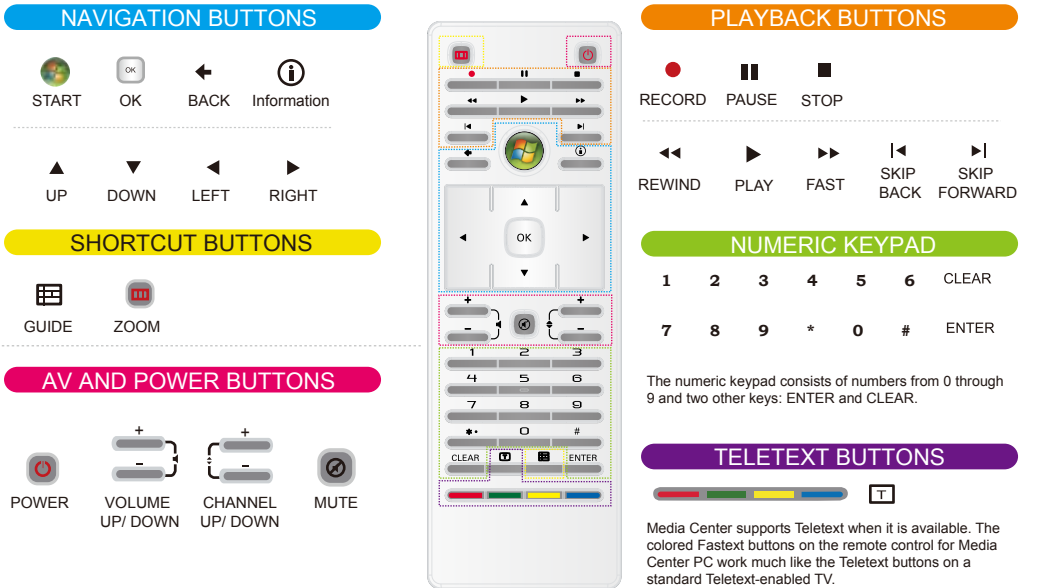 NAVIGATION BUTTONS
OK
START OK BACK Information
UP DOWN LEFT RIGHT
SHORTCUT BUTTONS
GUIDE ZOOM
AV AND POWER BUTTONS
+ +
- -
POWER VOLUME UP/ DOWN CHANNEL UP/ DOWN MUTE
OK
+ +
- -
1 2 3
4 5 6
7 8 9
* 0 #
CLEAR T ENTER
PLAYBACK BUTTONS
RECORD PAUSE STOP
REWIND PLAY FAST SKIP BACK SKIP FORWARD
NUMERIC KEYPAD
1 2 3 4 5 6 CLEAR
7 8 9 * 0 # ENTER
The numeric keypad consists of numbers from 0 through
9 and two other keys: ENTER and CLEAR.
TELETEXT BUTTONS
T
Media Center supports Teletext when it is available. The
colored Fastext buttons on the remote control for Media
Center PC work much like the Teletext buttons on a
standard Teletext-enabled TV.